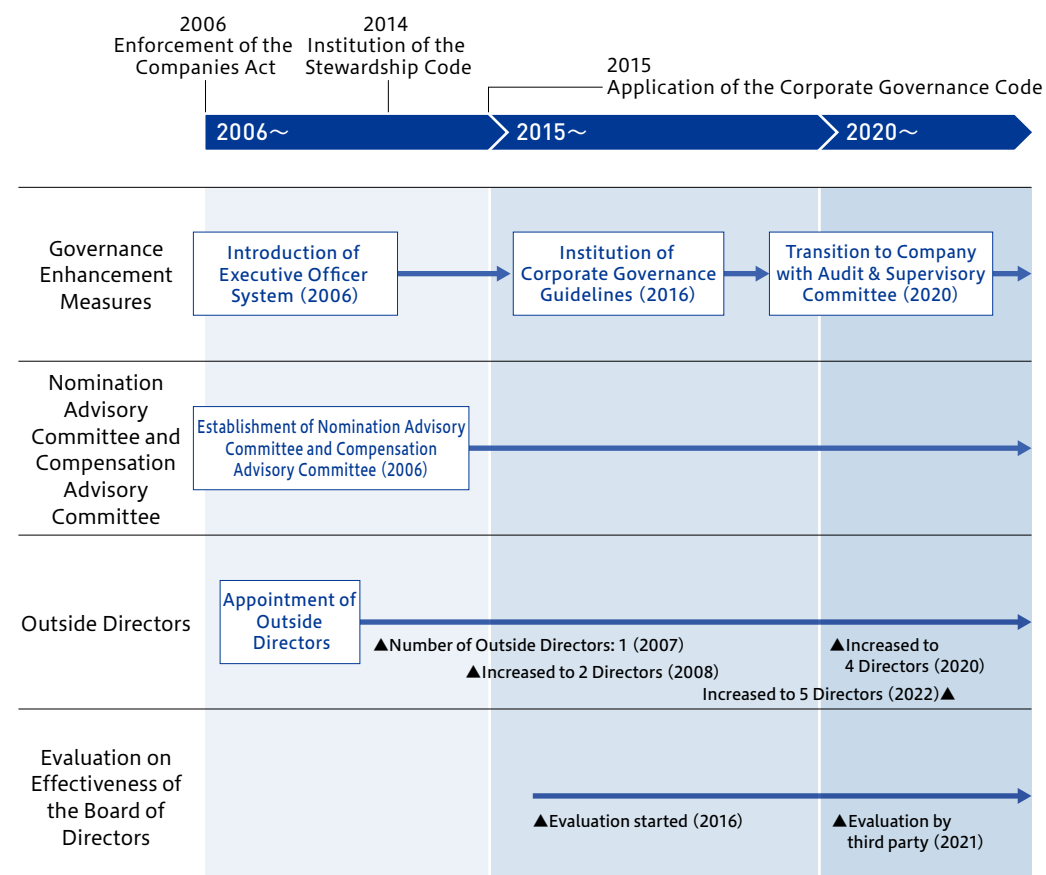 2006
Enforcement of the
Companies Act
2014
Institution of the
Stewardship Code
2015
Application of the Corporate Governance Code
2006～
2015～
2020～
Governance
Enhancement
Measures
Introduction of
Executive Officer
System (2006)
Institution of
Corporate Governance
Guidelines (2016)
Transition to Company
with Audit & Supervisory
Committee (2020)
Nomination
Advisory
Committee and
Compensation
Advisory
Committee
Establishment of Nomination Advisory
Committee and Compensation
Advisory Committee (2006)
Outside Directors
Appointment of
Outside
Directors
▲Number of Outside Directors: 1 (2007)
▲Increased to 2 Directors (2008)
▲Increased to
4 Directors (2020)
Increased to 5 Directors (2022)▲
Evaluation on
Effectiveness of
the Board of
Directors
▲Evaluation started (2016)
▲Evaluation by
third party (2021)